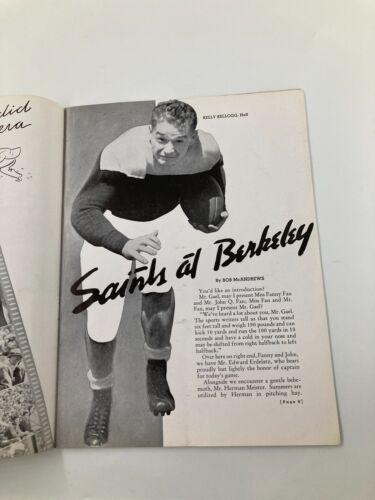 did
era
KELLY KELLOGG: Half
Saints at Berkeley
By BOB McANDREWS
You'd like an introduction?
Mr. Gael, may I present Miss Fanny Fan
and Mr. John Q. Fan; Miss Fan and Mr.
Fan, may I present Mr. Gael?
"We've heard a lot about you, Mr. Gael.
The sports writers tell us that you stand
six feet tall and weigh 190 pounds and can
kick 70 yards and run the 100 yards in 10
seconds and have a cold in your nose and
may be shifted from right halfback to left
halfback."
Over here on right end, Fanny and John,
we have Mr. Edward Erdelatz, who bears
proudly but lightly the honor of captain
for today's game.
Alongside we encounter a gentle behe-
moth, Mr. Herman Meister. Summers are
utilized by Herman in pitching hay.
[PAGE 9]